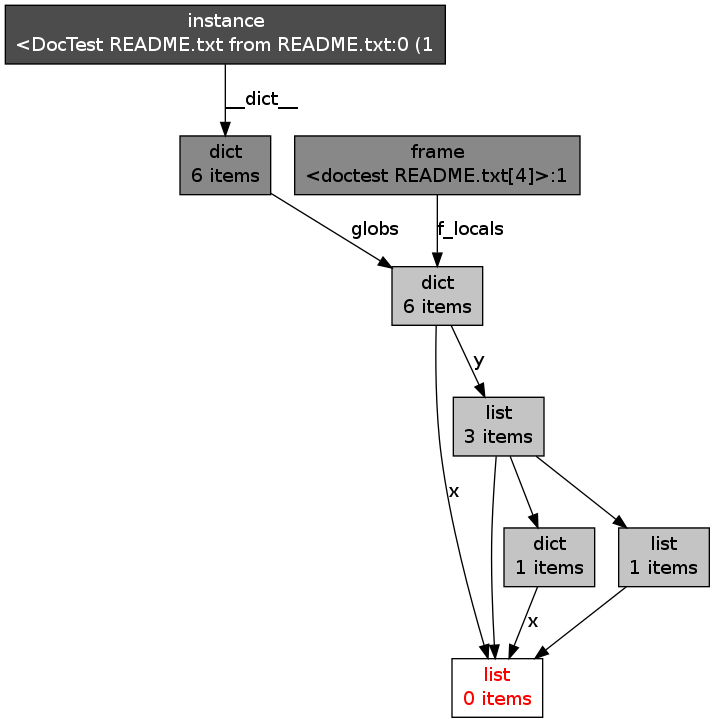 instance
<DocTest README.txt from README.txt:0 (1
__dict__
dict
6 items
frame
<doctest README.txt[4]>:1
globs
f_locals
dict
6 items
y
list
3 items
x
dict
1 items
list
1 items
x
list
0 items